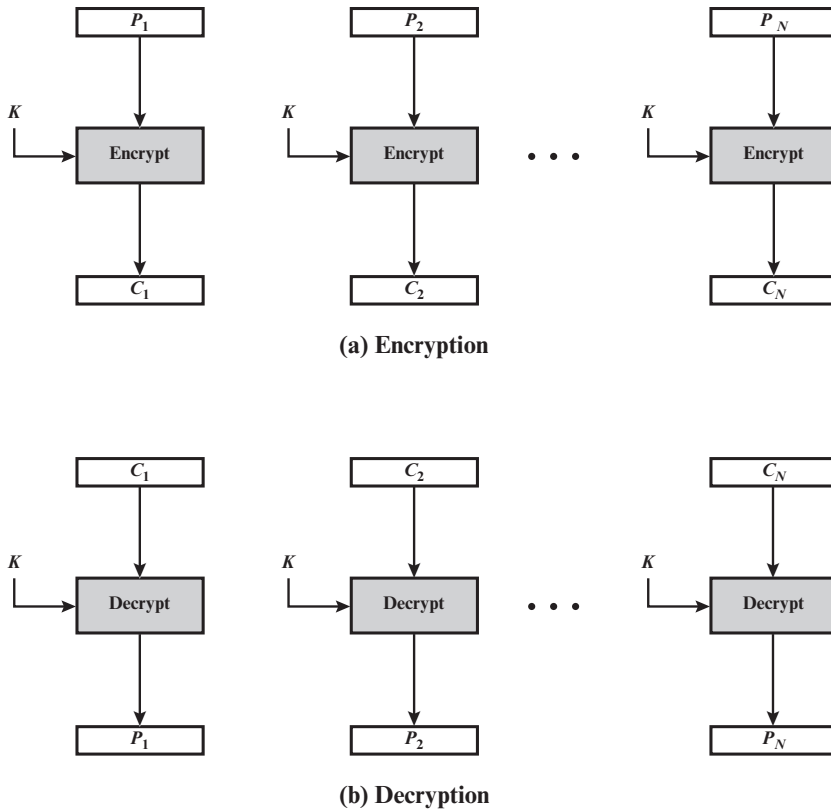 P1 P2 PN
K K K
Encrypt Encrypt • • • Encrypt
C1 C2 CN
(a) Encryption
C1 C2 CN
K K K
Decrypt Decrypt • • • Decrypt
P1 P2 PN
(b) Decryption